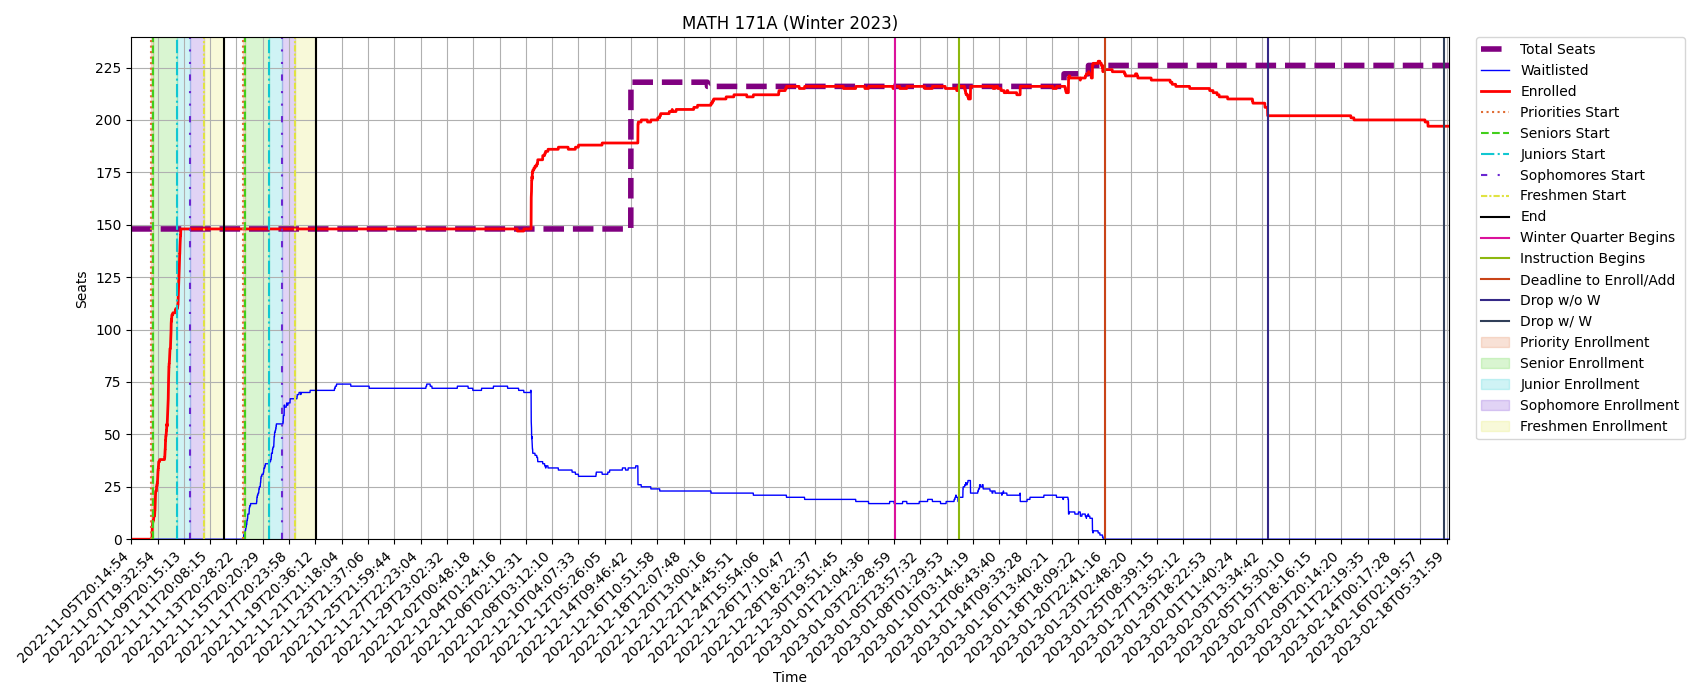 MATH 171A (Winter 2023)
Seats
225
200
175
150
125
100
75
50
25
0
2022-11-05T20:14:54
2022-11-07T19:32:54
2022-11-09T20:15:13
2022-11-11T20:08:15
2022-11-13T20:28:22
2022-11-15T20:20:29
2022-11-17T20:23:58
2022-11-19T20:36:12
2022-11-21T21:18:04
2022-11-23T21:37:06
2022-11-25T21:59:44
2022-11-27T22:23:04
2022-11-29T23:02:32
2022-12-02T00:48:18
2022-12-04T01:24:16
2022-12-06T02:12:31
2022-12-08T03:12:10
2022-12-10T04:07:33
2022-12-12T05:26:05
2022-12-14T09:46:42
2022-12-16T10:51:58
2022-12-18T12:07:48
2022-12-20T13:00:16
2022-12-22T14:45:51
2022-12-24T15:54:06
2022-12-26T17:10:47
2022-12-28T18:22:37
2022-12-30T19:51:45
2023-01-01T21:04:36
2023-01-03T22:28:59
2023-01-05T23:57:32
2023-01-08T01:29:53
2023-01-10T03:14:19
2023-01-12T06:43:40
2023-01-14T09:33:28
2023-01-16T13:40:21
2023-01-18T18:09:22
2023-01-20T22:41:16
2023-01-23T02:48:20
2023-01-25T08:39:15
2023-01-27T13:52:12
2023-01-29T18:22:53
2023-02-01T11:40:24
2023-02-03T13:34:42
2023-02-05T15:30:10
2023-02-07T18:16:15
2023-02-09T20:14:20
2023-02-11T22:19:35
2023-02-14T00:17:28
2023-02-16T02:19:57
2023-02-18T05:31:59
Time
Total Seats
Waitlisted
Enrolled
Priorities Start
Seniors Start
Juniors Start
Sophomores Start
Freshmen Start
End
Winter Quarter Begins
Instruction Begins
Deadline to Enroll/Add
Drop w/o W
Drop w/ W
Priority Enrollment
Senior Enrollment
Junior Enrollment
Sophomore Enrollment
Freshmen Enrollment